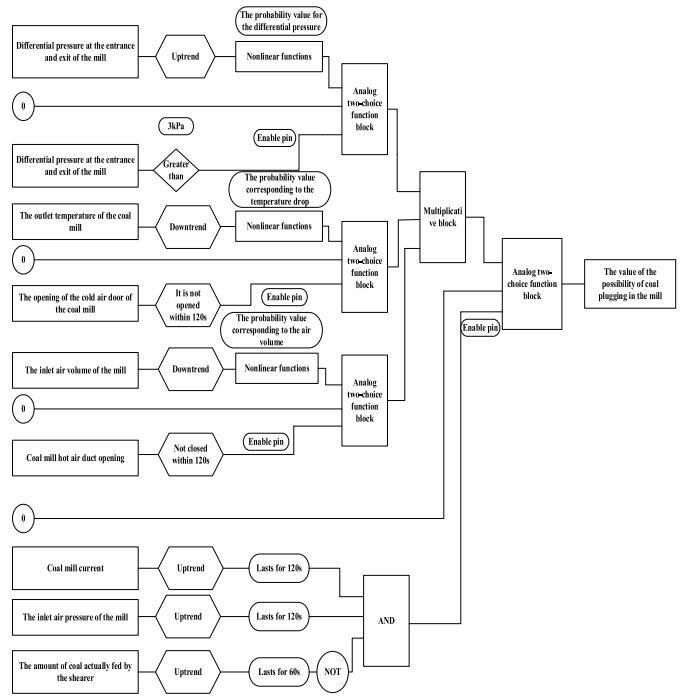 The probability value for
the differential pressure
Differential pressure at the entrance
and exit of the mill
Uptrend
Nonlinear functions
Analog
two-choice
function
block
0
3kPa
Enable pin
Differential pressure at the entrance
and exit of the mill
Greater
than
The probability value
corresponding to the
temperature drop
Multiplicati
ve block
The outlet temperature of the coal
mill
Downtrend
Nonlinear functions
Analog
two-choice
function
block
0
The opening of the cold air door of
the coal mill
It is not
opened
within 120s
Enable pin
Analog two-
choice function
block
The value of the
possibility of coal
plugging in the mill
Enable pin
The probability value
corresponding to the air
volume
The inlet air volume of the mill
Downtrend
Nonlinear functions
Analog
two-choice
function
block
0
Coal mill hot air duct opening
Not closed
within 120s
Enable pin
0
Coal mill current
Uptrend
Lasts for 120s
The inlet air pressure of the mill
Uptrend
Lasts for 120s
AND
The amount of coal actually fed by the
shearer
Uptrend
Lasts for 60s
NOT